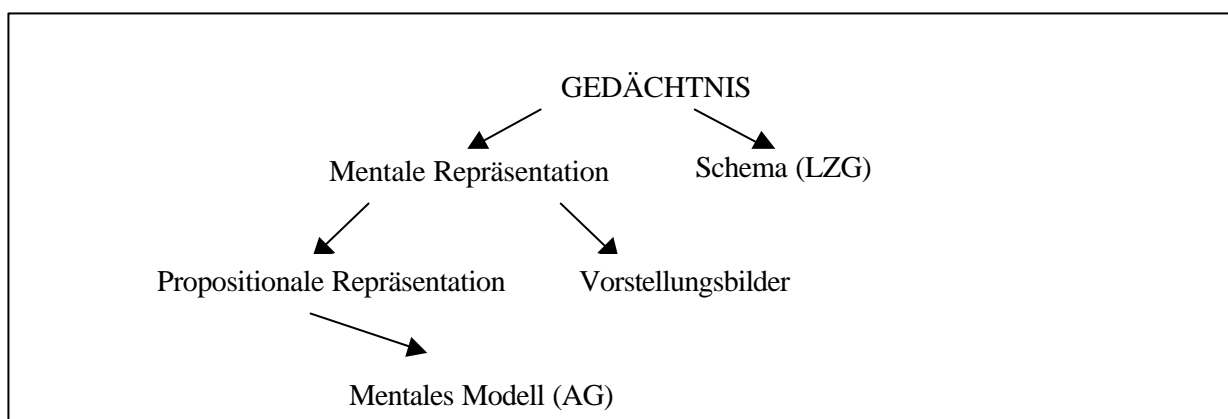 GEDÄCHTNIS
Mentale Repräsentation Schema (LZG)
Propositionale Repräsentation Vorstellungsbilder
Mentales Modell (AG)